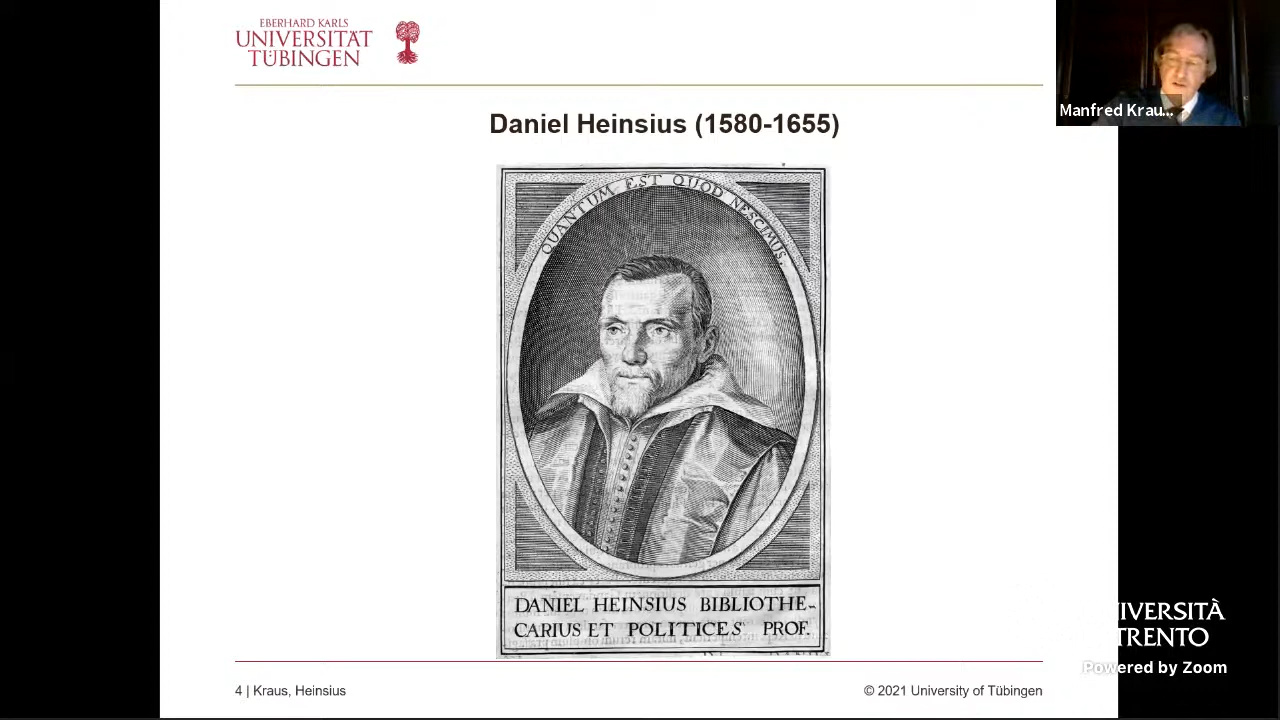 EBERHARD KARLS
UNIVERSITÄT
TÜBINGEN
Manfred Krau...
Daniel Heinsius (1580-1655)
QUANTUM EST QUOD NESCIMUS.
DANIEL HEINSIUS BIBLIOTHE-
CARIUS ET POLITICES PROF.
VERSITÀ
TRENTO
Powered by Zoom
4 | Kraus, Heinsius
© 2021 University of Tübingen